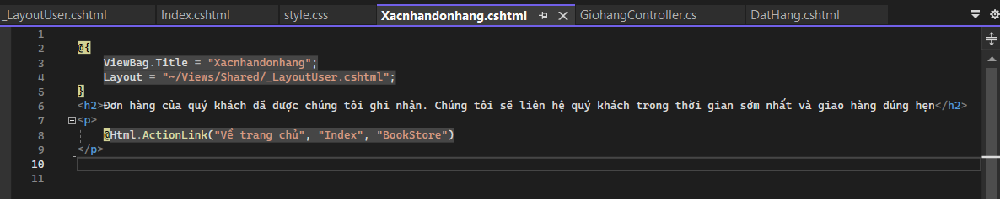 _LayoutUser.cshtml Index.cshtml style.css Xacnhandonhang.cshtml GiohangController.cs DatHang.cshtml
1
2 @{
3 ViewBag.Title = "Xacnhandonhang";
4 Layout = "~/Views/Shared/_LayoutUser.cshtml";
5 }
6 <h2>Đơn hàng của quý khách đã được chúng tôi ghi nhận. Chúng tôi sẽ liên hệ quý khách trong thời gian sớm nhất và giao hàng đúng hẹn</h2>
7 <p>
8 @Html.ActionLink("Về trang chủ", "Index", "BookStore")
9 </p>
10
11